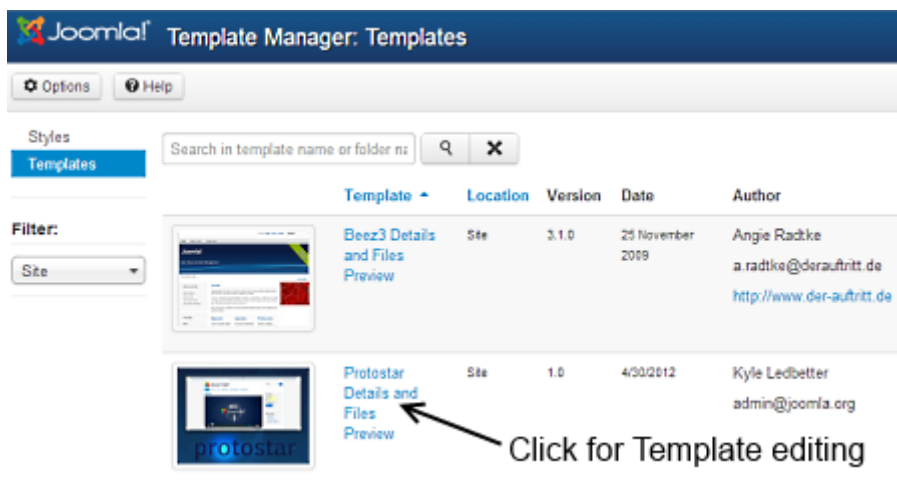 Joomla! Template Manager: Templates
Options Help
Styles
Templates
Search in template name or folder na
Template Location Version Date Author
Filter:
Site
Beez3 Details and Files
Preview
Site
3.1.0
25 November 2009
Angie Radtke
a.radtke@derauftritt.de
http://www.der-auftritt.de
Protostar
Details and
Files
Preview
Site
1.0
4/30/2012
Kyle Ledbetter
admin@joomla.org
protostar
Click for Template editing